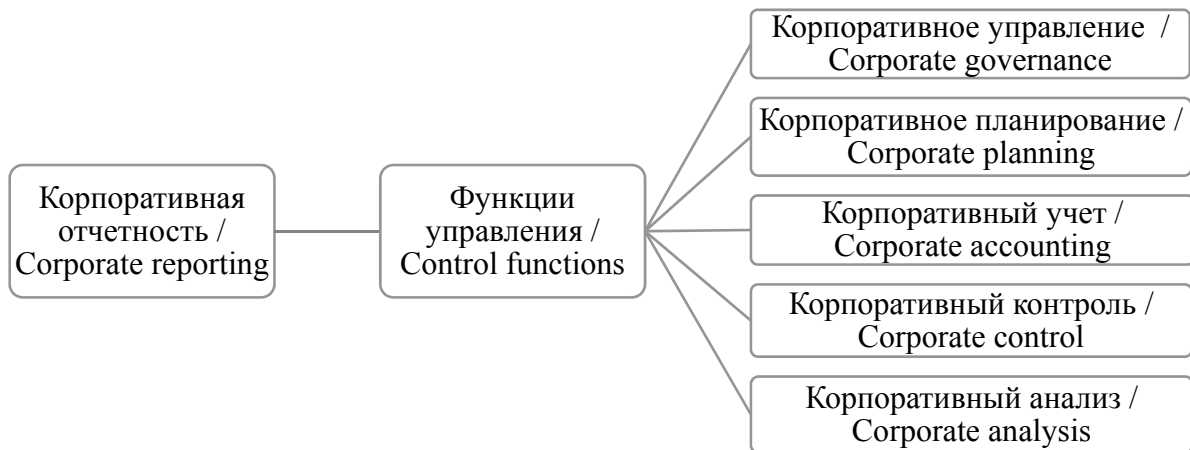 Корпоративная
отчетность /
Corporate reporting
Функции
управления /
Control functions
Корпоративное управление /
Corporate governance
Корпоративное планирование /
Corporate planning
Корпоративный учет /
Corporate accounting
Корпоративный контроль /
Corporate control
Корпоративный анализ /
Corporate analysis